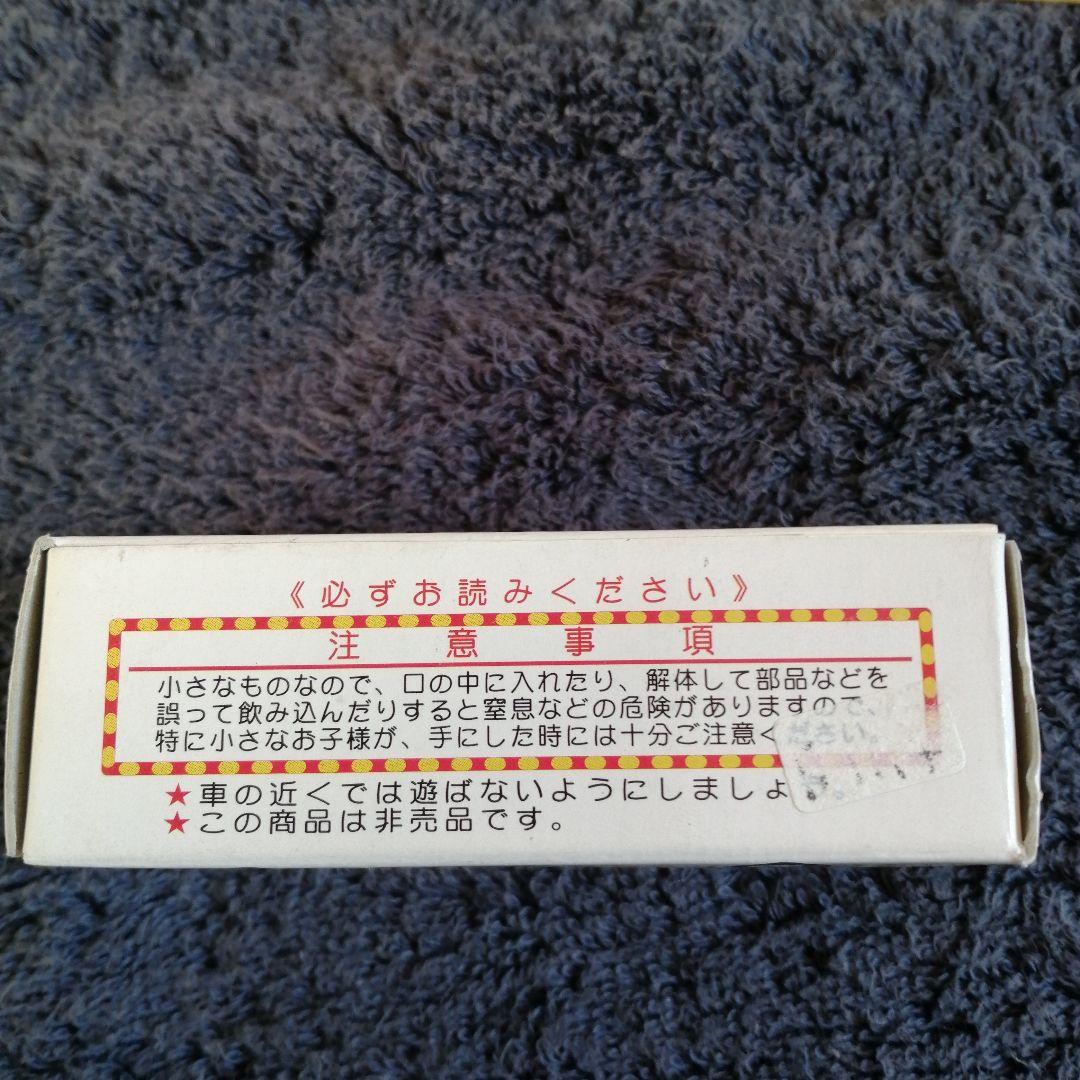 《必ずお読みください》
注意事項
小さなものなので、口の中に入れたり、解体して部品などを
誤って飲み込んだりすると窒息などの危険がありますので、
特に小さなお子様が、手にした時には十分ご注意ください。
★車の近くでは遊ばないようにしましょ
★この商品は非売品です。